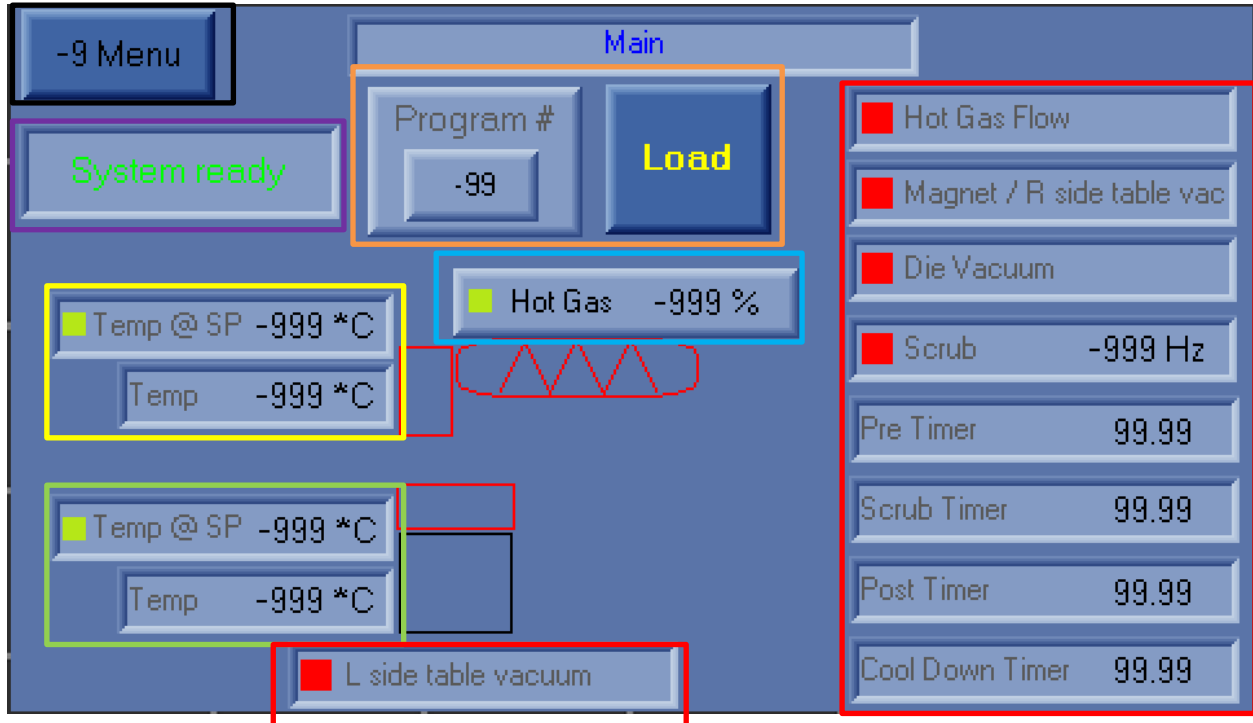 -9 Menu
Main
Program #
-99
Load
System ready
Hot Gas -999 %
Temp @ SP -999 *C
Temp -999 *C
Temp @ SP -999 *C
Temp -999 *C
L side table vacuum
Hot Gas Flow
Magnet / R side table vac
Die Vacuum
Scrub -999 Hz
Pre Timer 99.99
Scrub Timer 99.99
Post Timer 99.99
Cool Down Timer 99.99